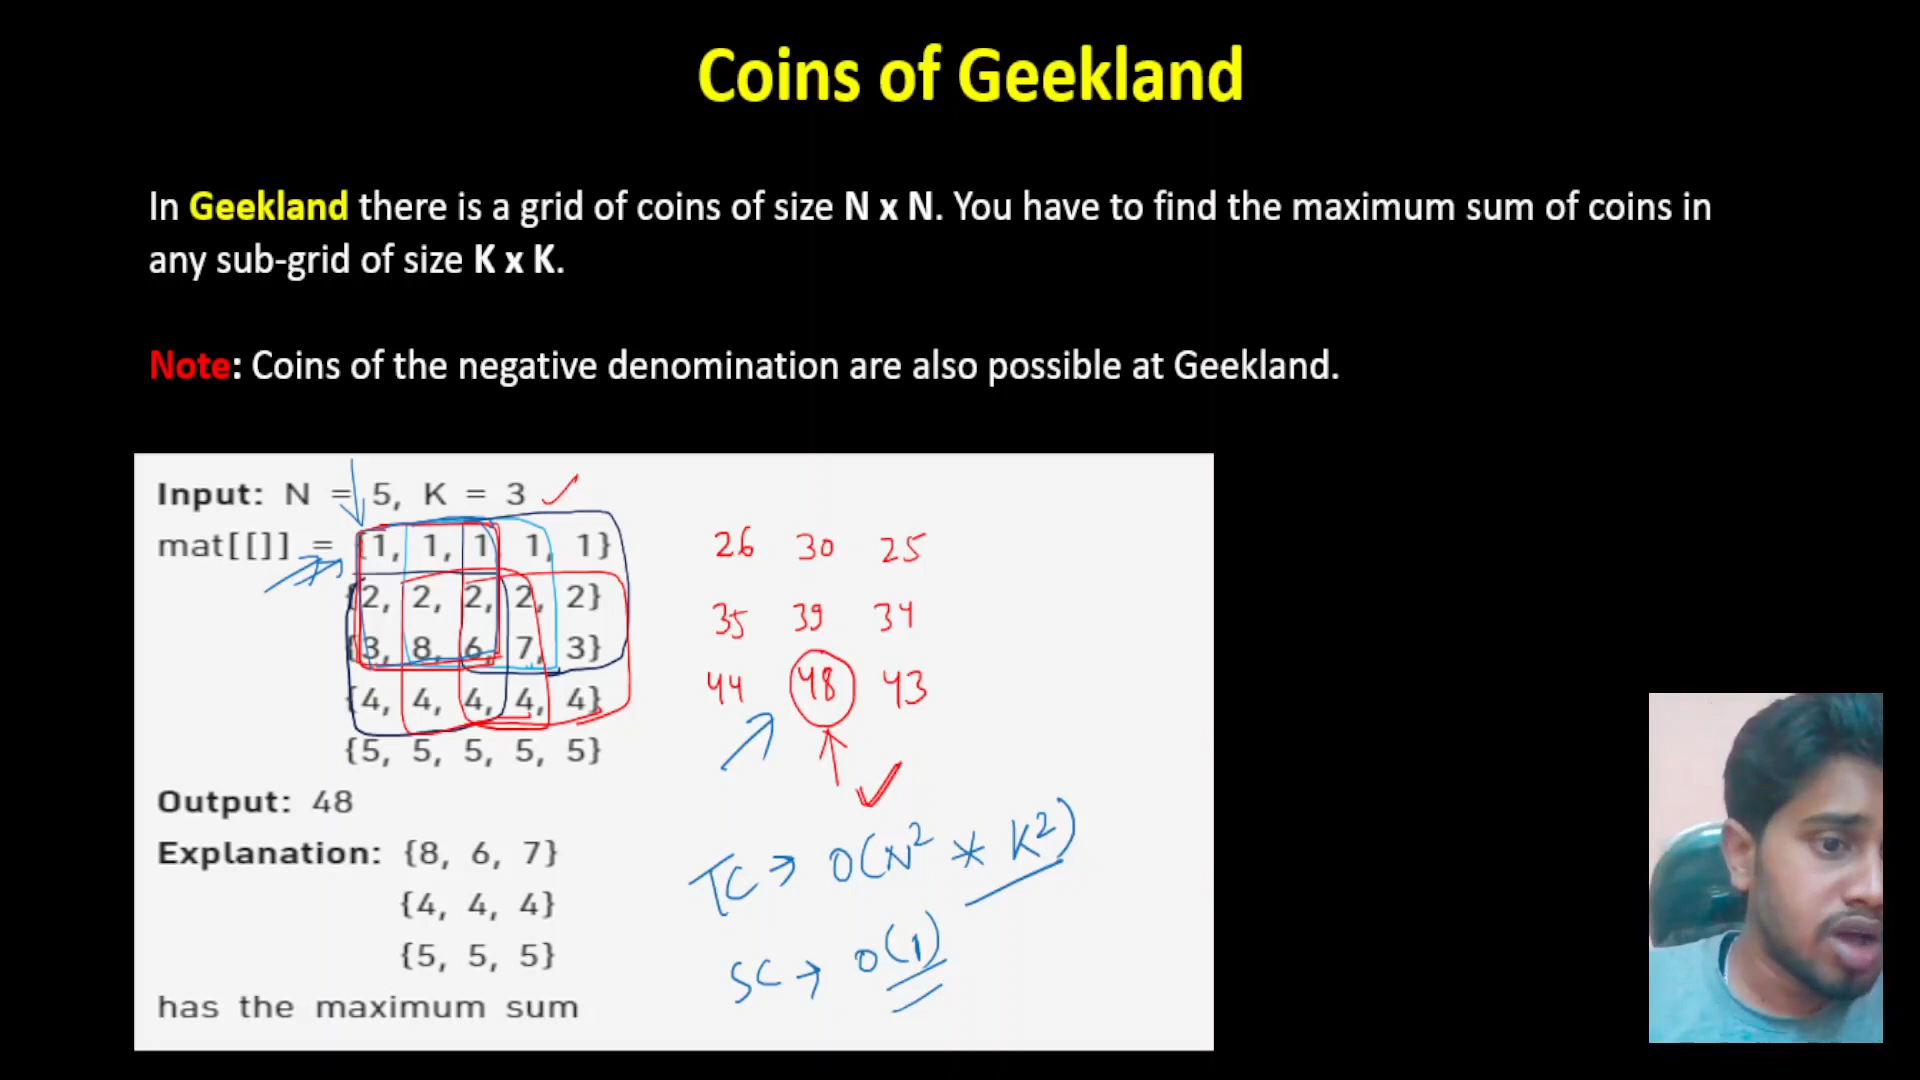 Coins of Geekland
In Geekland there is a grid of coins of size N x N. You have to find the maximum sum of coins in
any sub-grid of size K x K.
Note: Coins of the negative denomination are also possible at Geekland.
Input: N = 5, K = 3
mat[[]] = {1, 1, 1, 1, 1}
{2, 2, 2, 2, 2}
{3, 8, 6, 7, 3}
{4, 4, 4, 4, 4}
{5, 5, 5, 5, 5}
Output: 48
Explanation: {8, 6, 7}
{4, 4, 4}
{5, 5, 5}
has the maximum sum
26 30 25
35 39 34
44 48 43
TC → O(N² * K²)
SC → O(1)